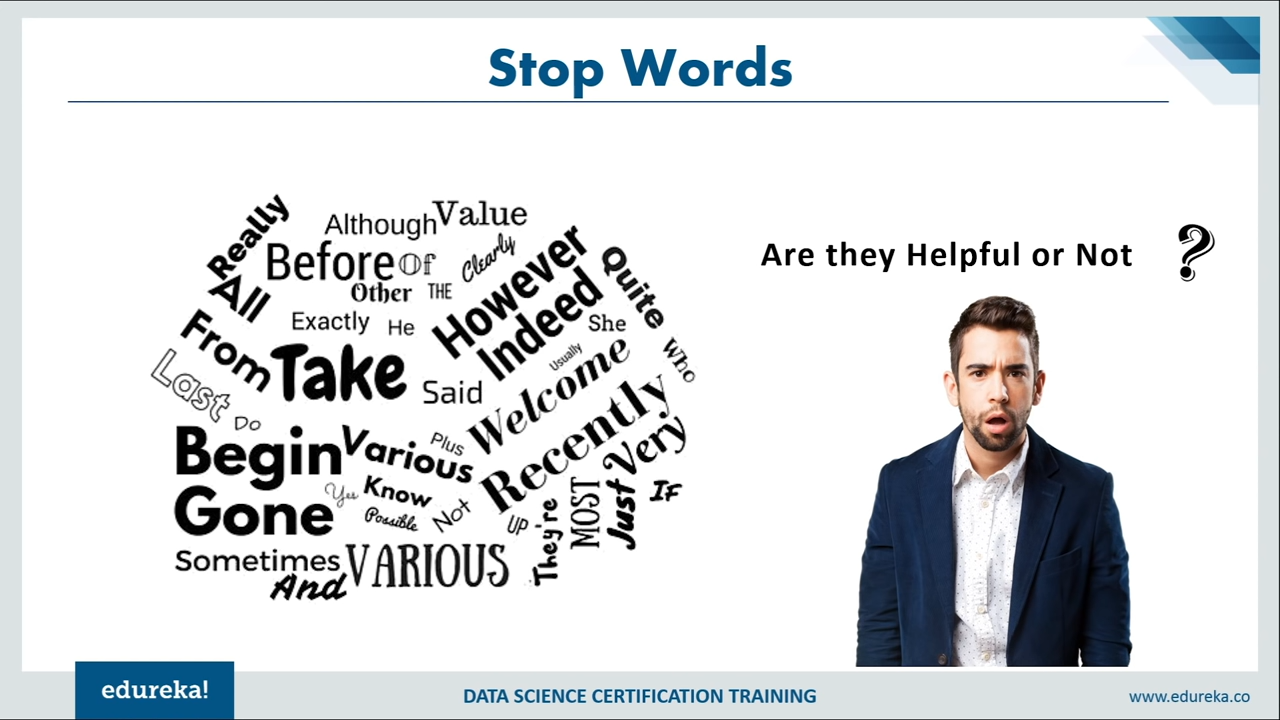 Stop Words
Really
Although
Value
Before
Of
Clearly
However
Quite
All
Other
THE
Indeed
From
Exactly
He
She
Usually
Who
Last
Take
Said
Welcome
Do
Begin
Various
Plus
Recently
Very
Gone
Yes
Know
Possible
Not
UP
They're
MOST
Just
IF
Sometimes
And
VARIOUS
Are they Helpful or Not ?
edureka!
DATA SCIENCE CERTIFICATION TRAINING
www.edureka.co